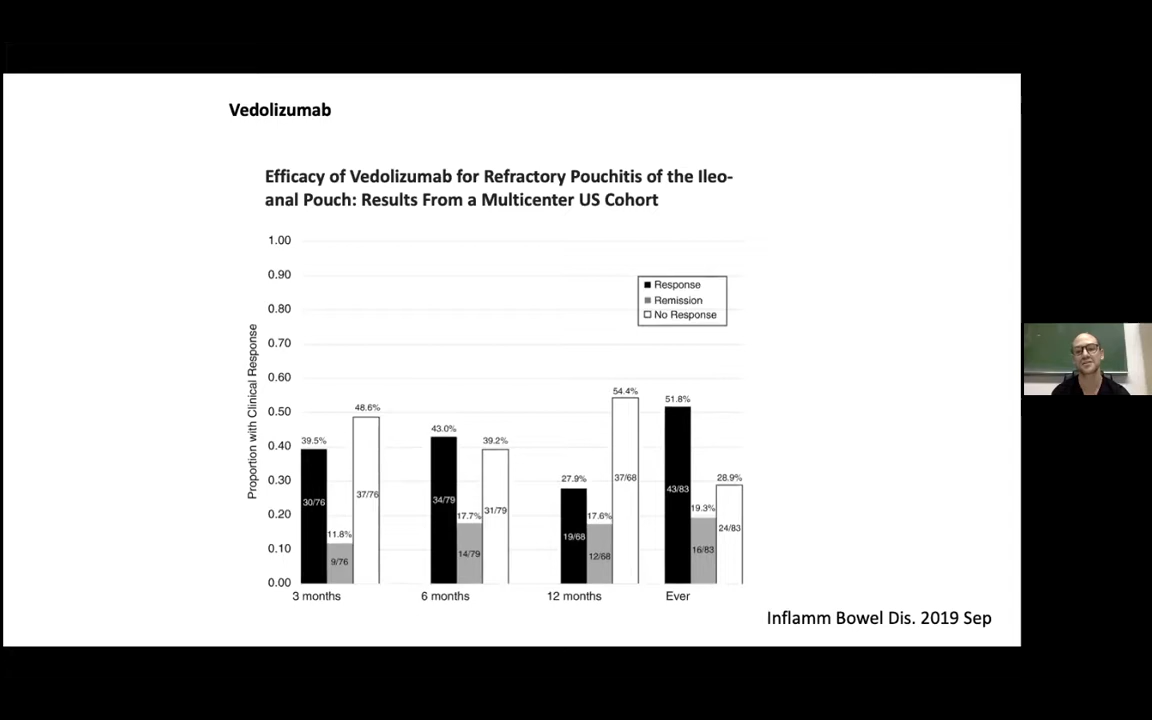 Vedolizumab
Efficacy of Vedolizumab for Refractory Pouchitis of the Ileo-
anal Pouch: Results From a Multicenter US Cohort
1.00
0.90
0.80
0.70
0.60
0.50
0.40
0.30
0.20
0.10
0.00
Proportion with Clinical Response
Response
Remission
No Response
39.5%
30/76
11.8%
9/76
48.6%
37/76
43.0%
34/79
17.7%
14/79
39.2%
31/79
27.9%
19/68
17.6%
12/68
54.4%
37/68
51.8%
43/83
19.3%
16/83
28.9%
24/83
3 months
6 months
12 months
Ever
Inflamm Bowel Dis. 2019 Sep